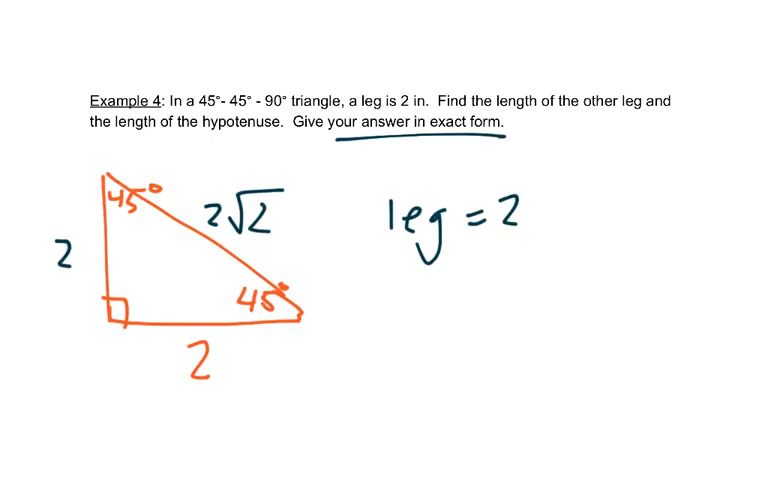 Example 4: In a 45°- 45° - 90° triangle, a leg is 2 in. Find the length of the other leg and
the length of the hypotenuse. Give your answer in exact form.
45°
2√2
leg = 2
2
45°
2